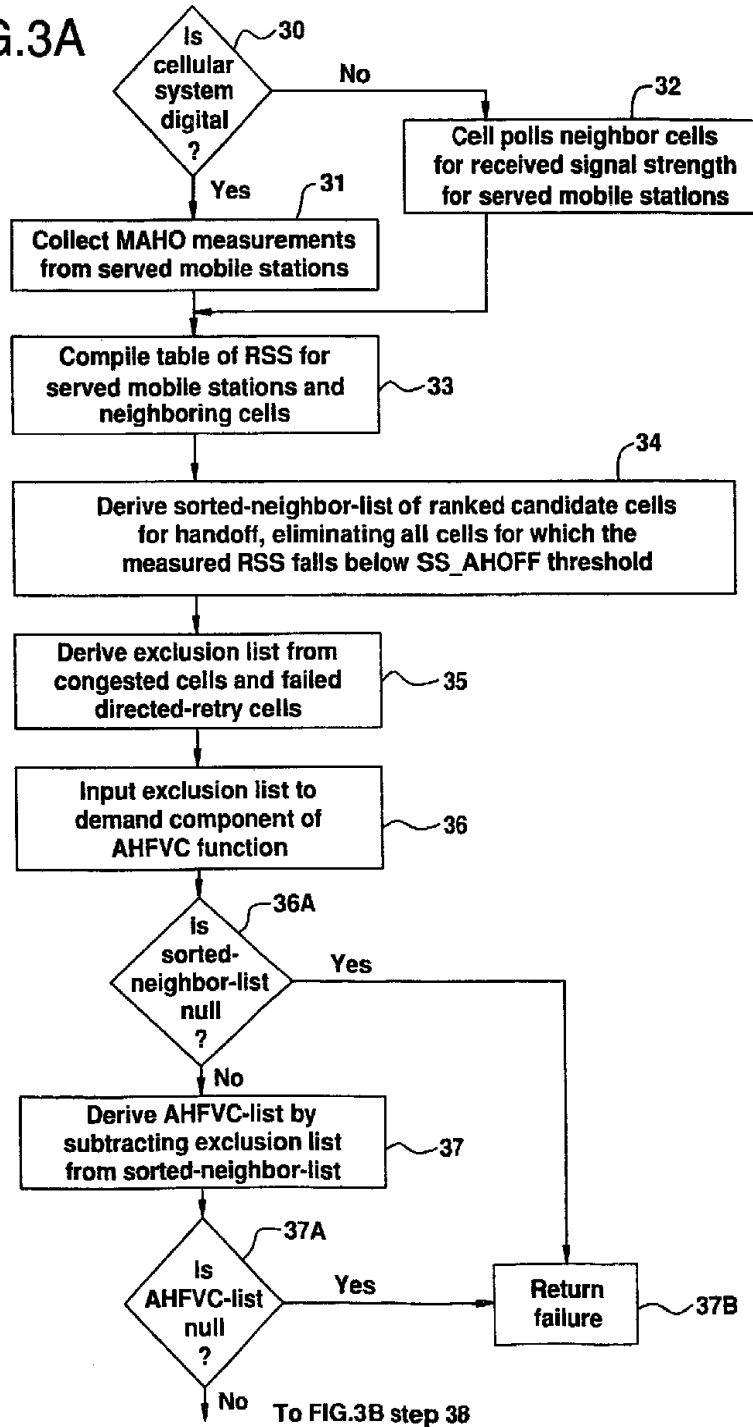 G.3A
30
Is
cellular
system
digital
?
No
Yes
32
Cell polls neighbor cells
for received signal strength
for served mobile stations
31
Collect MAHO measurements
from served mobile stations
Compile table of RSS for
served mobile stations and
neighboring cells
33
34
Derive sorted-neighbor-list of ranked candidate cells
for handoff, eliminating all cells for which the
measured RSS falls below SS_AHOFF threshold
Derive exclusion list from
congested cells and failed
directed-retry cells
35
Input exclusion list to
demand component of
AHFVC function
36
36A
Is
sorted-
neighbor-list
null
?
Yes
No
Derive AHFVC-list by
subtracting exclusion list
from sorted-neighbor-list
37
37A
Is
AHFVC-list
null
?
Yes
Return
failure
37B
No
To FIG.3B step 38